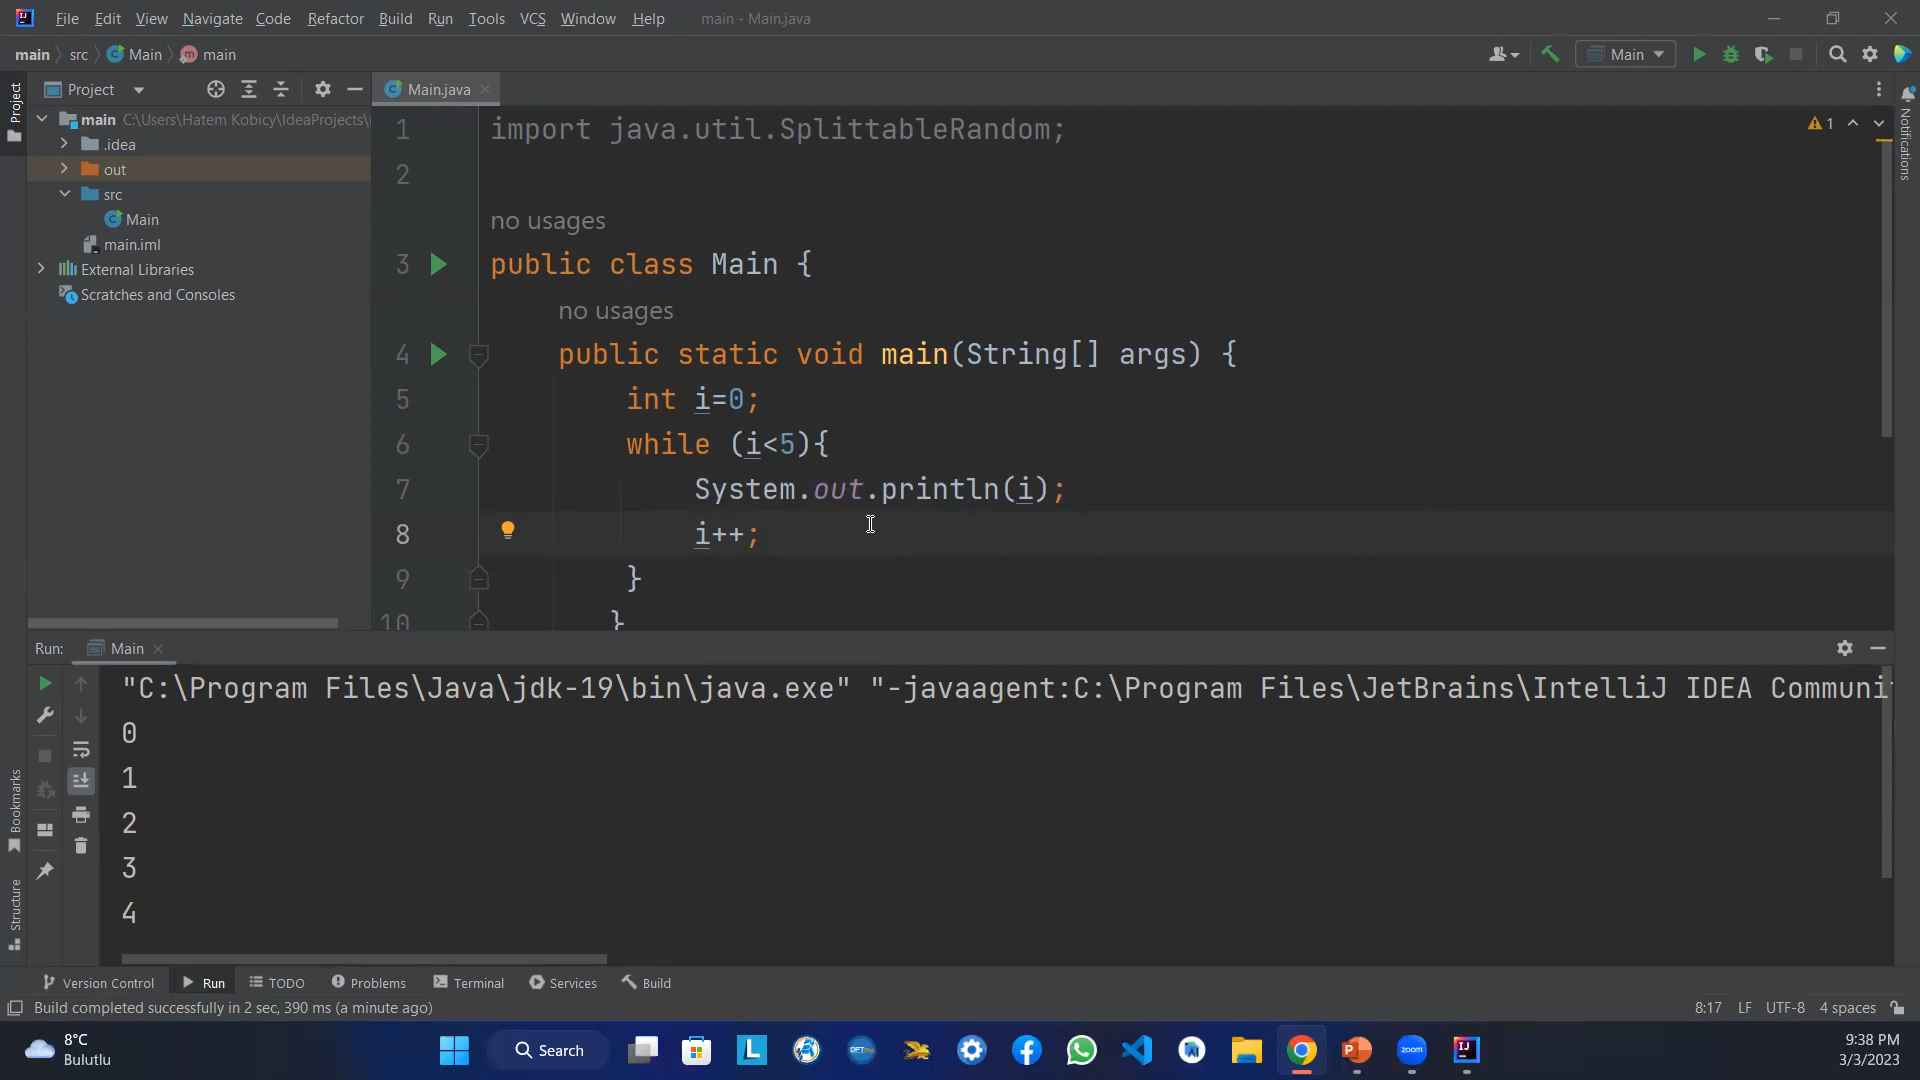 File Edit View Navigate Code Refactor Build Run Tools VCS Window Help main - Main.java
main src Main main Main
Project Main.java
main C:\Users\Hatem Kobicy\IdeaProjects\
.idea
out
src
Main
main.iml
External Libraries
Scratches and Consoles
Project
Bookmarks
Structure
Notifications
1
1 import java.util.SplittableRandom;
2
no usages
3 public class Main {
no usages
4 public static void main(String[] args) {
5 int i=0;
6 while (i<5){
7 System.out.println(i);
8 i++;
9 }
10 }
Run: Main
"C:\Program Files\Java\jdk-19\bin\java.exe" "-javaagent:C:\Program Files\JetBrains\IntelliJ IDEA Communi
0
1
2
3
4
Version Control Run TODO Problems Terminal Services Build
Build completed successfully in 2 sec, 390 ms (a minute ago) 8:17 LF UTF-8 4 spaces
8°C
Bulutlu
Search
L
zoom
9:38 PM
3/3/2023